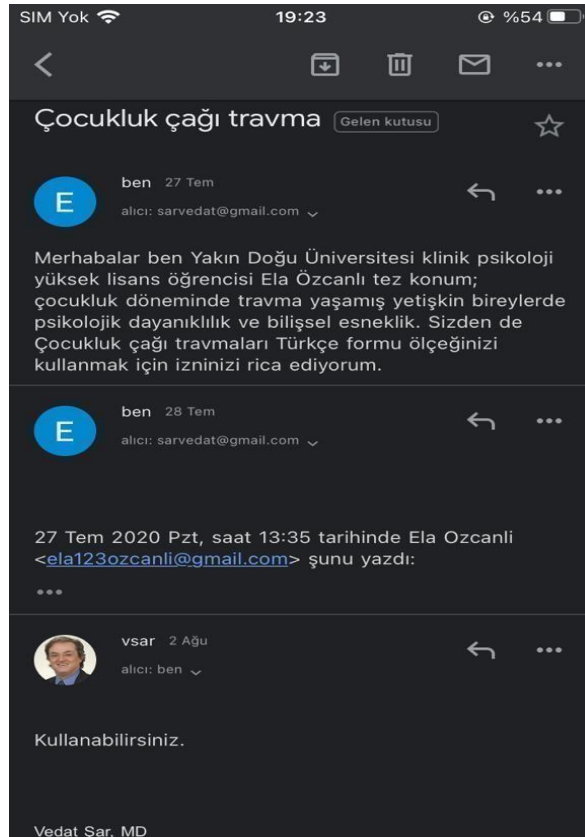 SIM Yok 19:23 %54
Çocukluk çağı travma Gelen kutusu
E
ben 27 Tem
alıcı: sarvedat@gmail.com
Merhabalar ben Yakın Doğu Üniversitesi klinik psikoloji
yüksek lisans öğrencisi Ela Özcanlı tez konum;
çocukluk döneminde travma yaşamış yetişkin bireylerde
psikolojik dayanıklılık ve bilişsel esneklik. Sizden de
Çocukluk çağı travmaları Türkçe formu ölçeğinizi
kullanmak için izninizi rica ediyorum.
E
ben 28 Tem
alıcı: sarvedat@gmail.com
27 Tem 2020 Pzt, saat 13:35 tarihinde Ela Ozcanli
<ela123ozcanli@gmail.com> şunu yazdı:
vsar 2 Ağu
alıcı: ben
Kullanabilirsiniz.
Vedat Şar, MD